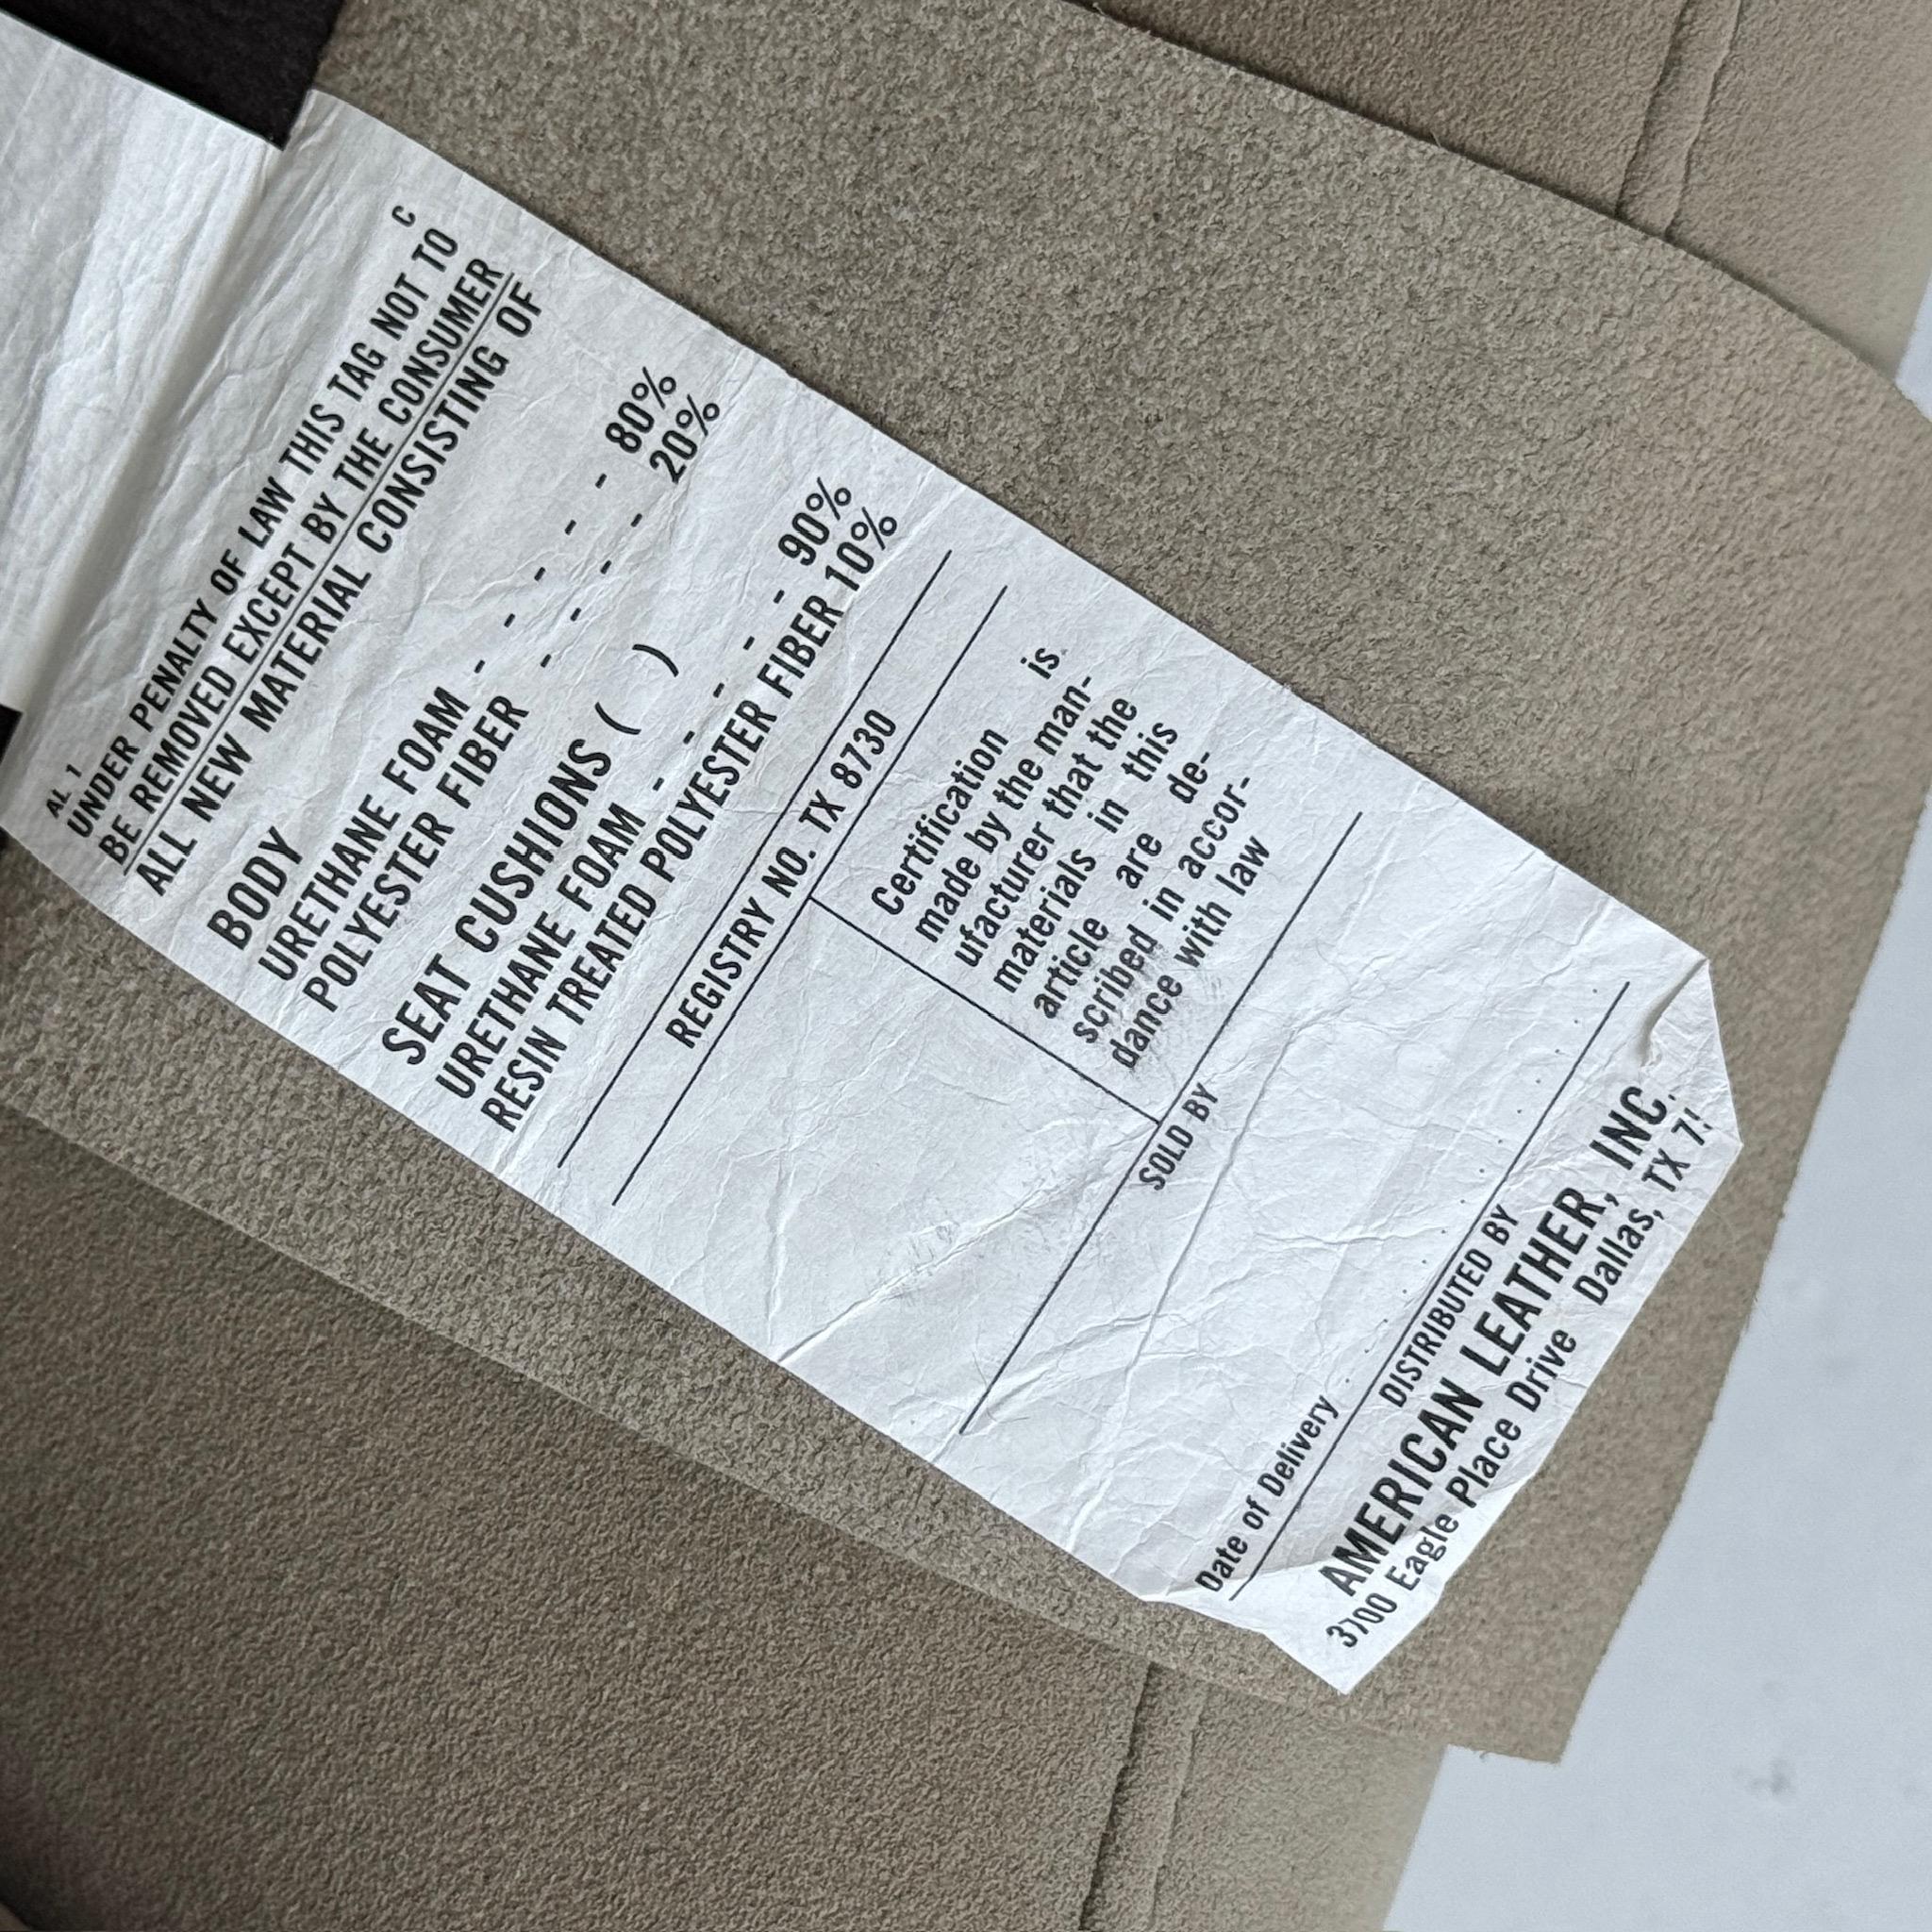 AL 1 C
UNDER PENALTY OF LAW THIS TAG NOT TO
BE REMOVED EXCEPT BY THE CONSUMER
ALL NEW MATERIAL CONSISTING OF
BODY
URETHANE FOAM - - - - - 80%
POLYESTER FIBER - - - - 20%
SEAT CUSHIONS ( )
URETHANE FOAM - - - - - - 90%
RESIN TREATED POLYESTER FIBER 10%
REGISTRY NO. TX 8730
Certification is
made by the man-
ufacturer that the
materials in this
article are de-
scribed in accor-
dance with law
SOLD BY
Date of Delivery . . . . . . .
DISTRIBUTED BY
AMERICAN LEATHER, INC.
3700 Eagle Place Drive Dallas, TX